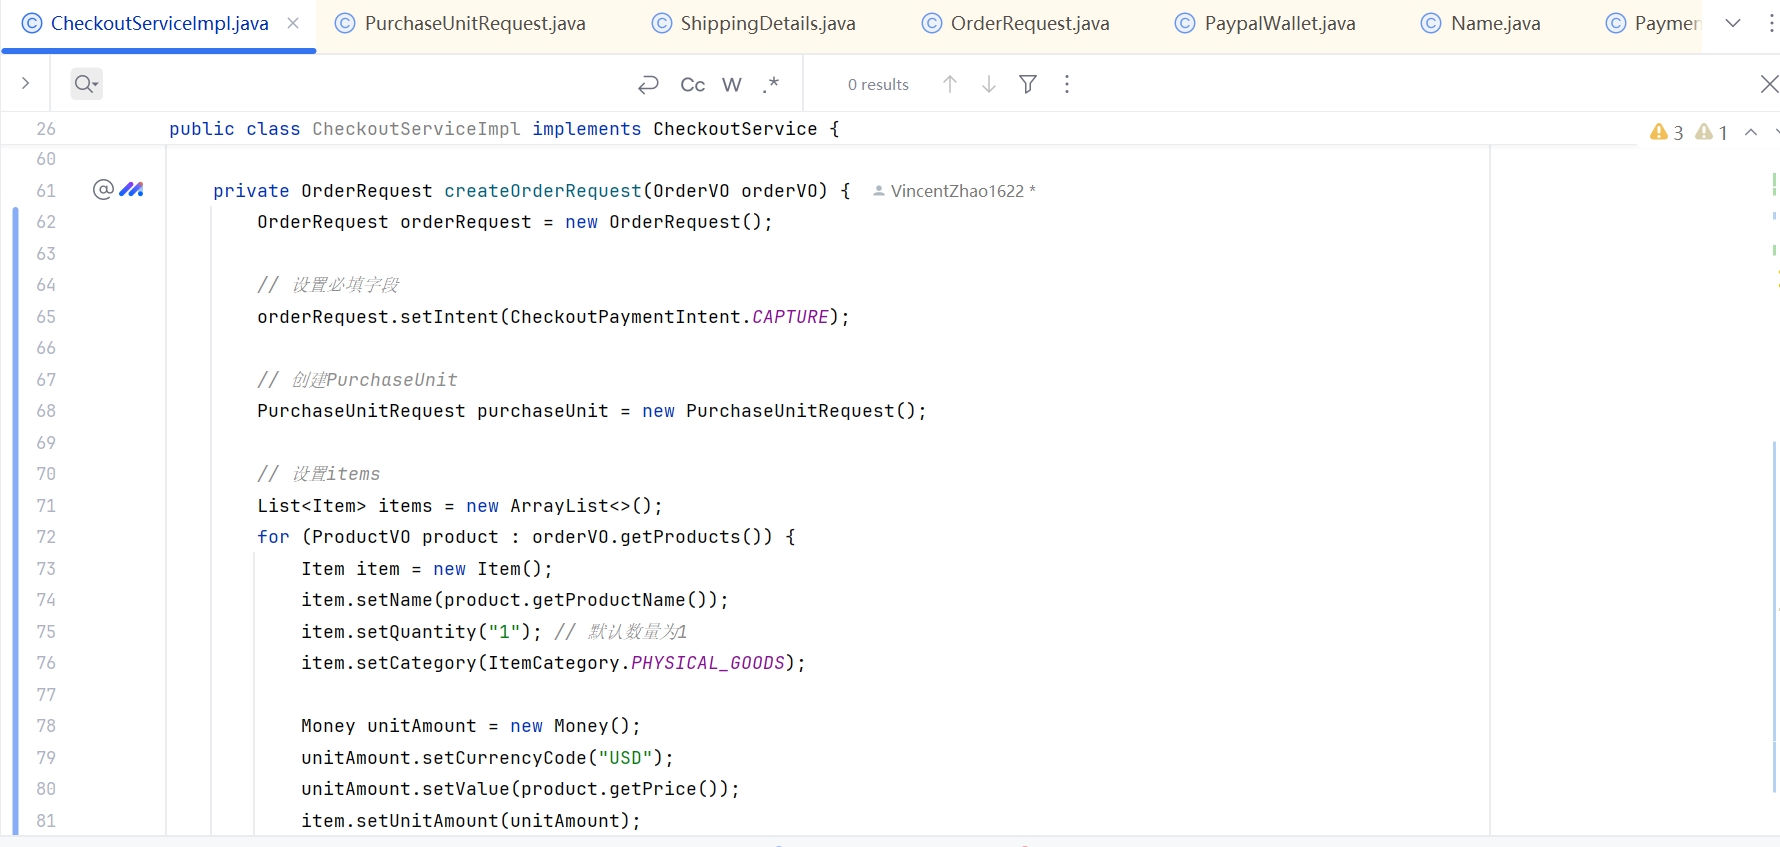 CheckoutServiceImpl.java PurchaseUnitRequest.java ShippingDetails.java OrderRequest.java PaypalWallet.java Name.java Paymen
Cc W .* 0 results
26 public class CheckoutServiceImpl implements CheckoutService { 3 1
60
61 private OrderRequest createOrderRequest(OrderVO orderVO) { VincentZhao1622 *
62 OrderRequest orderRequest = new OrderRequest();
63
64 // 设置必填字段
65 orderRequest.setIntent(CheckoutPaymentIntent.CAPTURE);
66
67 // 创建PurchaseUnit
68 PurchaseUnitRequest purchaseUnit = new PurchaseUnitRequest();
69
70 // 设置items
71 List<Item> items = new ArrayList<>();
72 for (ProductVO product : orderVO.getProducts()) {
73 Item item = new Item();
74 item.setName(product.getProductName());
75 item.setQuantity("1"); // 默认数量为1
76 item.setCategory(ItemCategory.PHYSICAL_GOODS);
77
78 Money unitAmount = new Money();
79 unitAmount.setCurrencyCode("USD");
80 unitAmount.setValue(product.getPrice());
81 item.setUnitAmount(unitAmount);